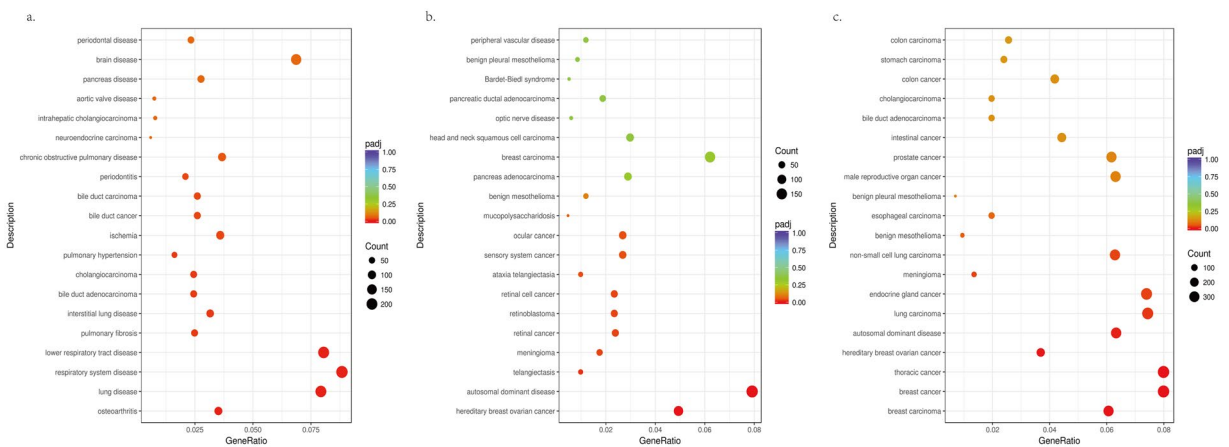 a.
periodontal disease
brain disease
pancreas disease
aortic valve disease
intrahepatic cholangiocarcinoma
neuroendocrine carcinoma
chronic obstructive pulmonary disease
periodontitis
bile duct carcinoma
bile duct cancer
ischemia
pulmonary hypertension
cholangiocarcinoma
bile duct adenocarcinoma
interstitial lung disease
pulmonary fibrosis
lower respiratory tract disease
respiratory system disease
lung disease
osteoarthritis
Description
0.025
0.050
0.075
GeneRatio
padj
1.00
0.75
0.50
0.25
0.00
Count
50
100
150
200
b.
peripheral vascular disease
benign pleural mesothelioma
Bardet-Biedl syndrome
pancreatic ductal adenocarcinoma
optic nerve disease
head and neck squamous cell carcinoma
breast carcinoma
pancreas adenocarcinoma
benign mesothelioma
mucopolysaccharidosis
ocular cancer
sensory system cancer
ataxia telangiectasia
retinal cell cancer
retinoblastoma
retinal cancer
meningioma
telangiectasis
autosomal dominant disease
hereditary breast ovarian cancer
Description
0.02
0.04
0.06
0.08
GeneRatio
Count
50
100
150
padj
1.00
0.75
0.50
0.25
0.00
c.
colon carcinoma
stomach carcinoma
colon cancer
cholangiocarcinoma
bile duct adenocarcinoma
intestinal cancer
prostate cancer
male reproductive organ cancer
benign pleural mesothelioma
esophageal carcinoma
benign mesothelioma
non-small cell lung carcinoma
meningioma
endocrine gland cancer
lung carcinoma
autosomal dominant disease
hereditary breast ovarian cancer
thoracic cancer
breast cancer
breast carcinoma
Description
0.02
0.04
0.06
0.08
GeneRatio
padj
1.00
0.75
0.50
0.25
0.00
Count
100
200
300